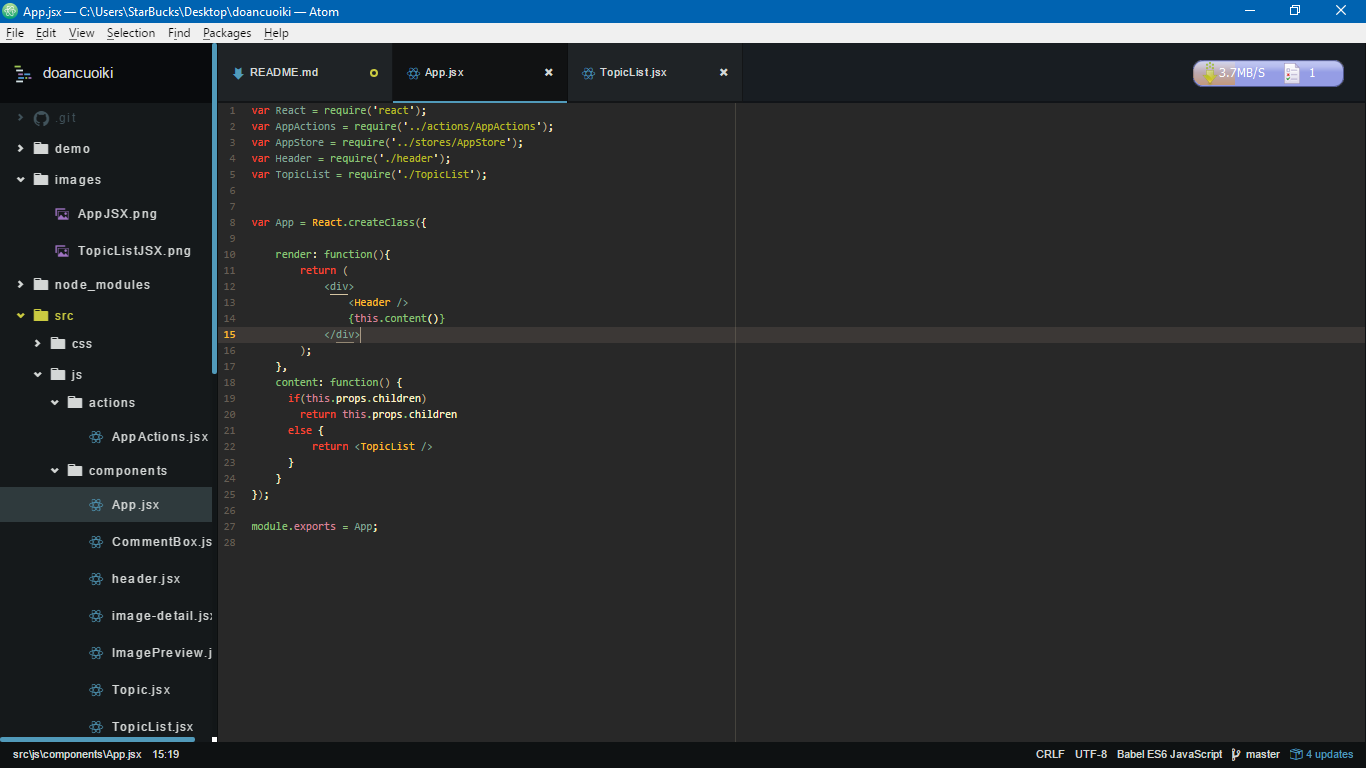 App.jsx — C:\Users\StarBucks\Desktop\doancuoiki — Atom
File Edit View Selection Find Packages Help
doancuoiki
README.md
App.jsx
TopicList.jsx
3.7MB/S
1
.git
demo
images
AppJSX.png
TopicListJSX.png
node_modules
src
css
js
actions
AppActions.jsx
components
App.jsx
CommentBox.js
header.jsx
image-detail.jsx
ImagePreview.j
Topic.jsx
TopicList.jsx
1 var React = require('react');
2 var AppActions = require('../actions/AppActions');
3 var AppStore = require('../stores/AppStore');
4 var Header = require('./header');
5 var TopicList = require('./TopicList');
6
7
8 var App = React.createClass({
9
10     render: function(){
11         return (
12             <div>
13                 <Header />
14                 {this.content()}
15             </div>
16         );
17     },
18     content: function() {
19       if(this.props.children)
20         return this.props.children
21       else {
22           return <TopicList />
23       }
24     }
25 });
26
27 module.exports = App;
28
src\js\components\App.jsx 15:19
CRLF UTF-8 Babel ES6 JavaScript master 4 updates